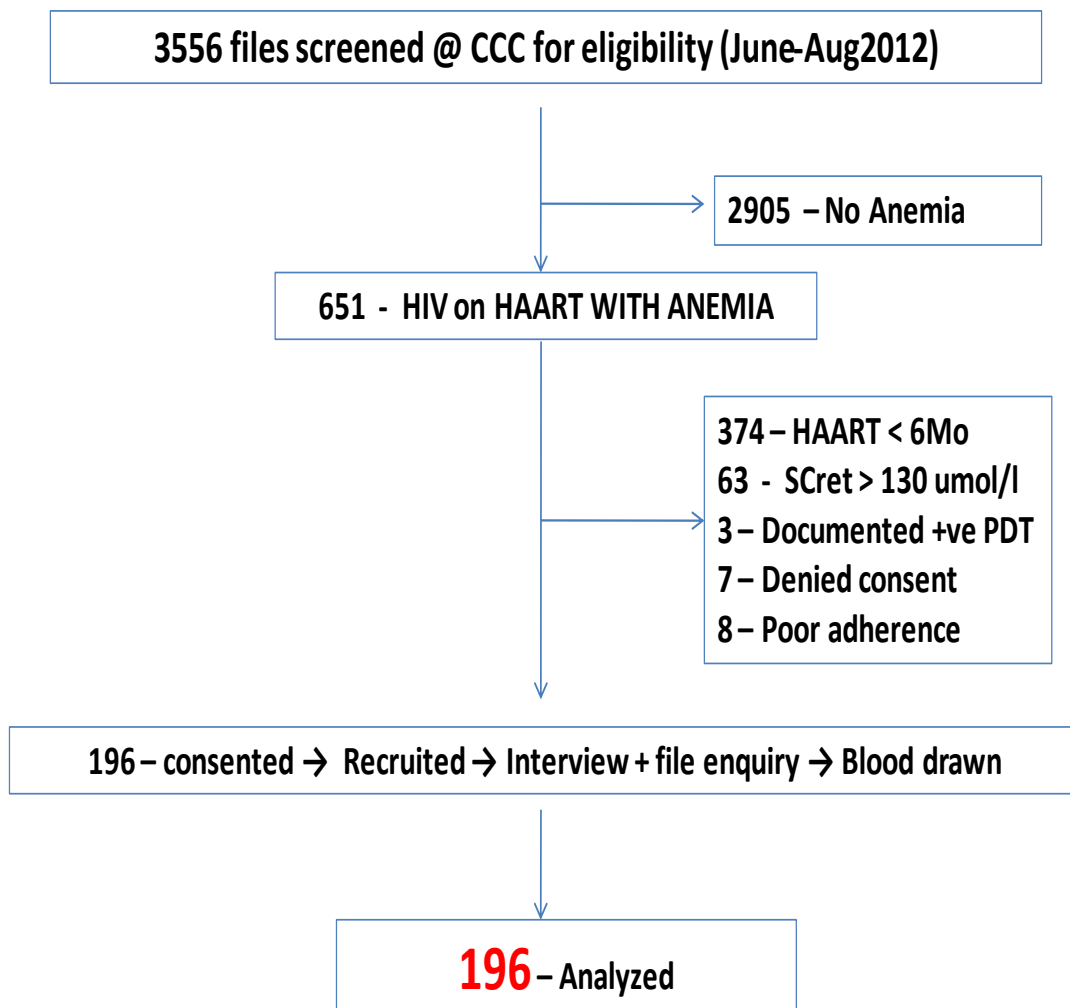 3556 files screened @ CCC for eligibility (June-Aug2012)
2905 – No Anemia
651 - HIV on HAART WITH ANEMIA
374 – HAART < 6Mo
63 - SCret > 130 umol/l
3 – Documented +ve PDT
7 – Denied consent
8 – Poor adherence
196 – consented → Recruited → Interview + file enquiry → Blood drawn
196 – Analyzed